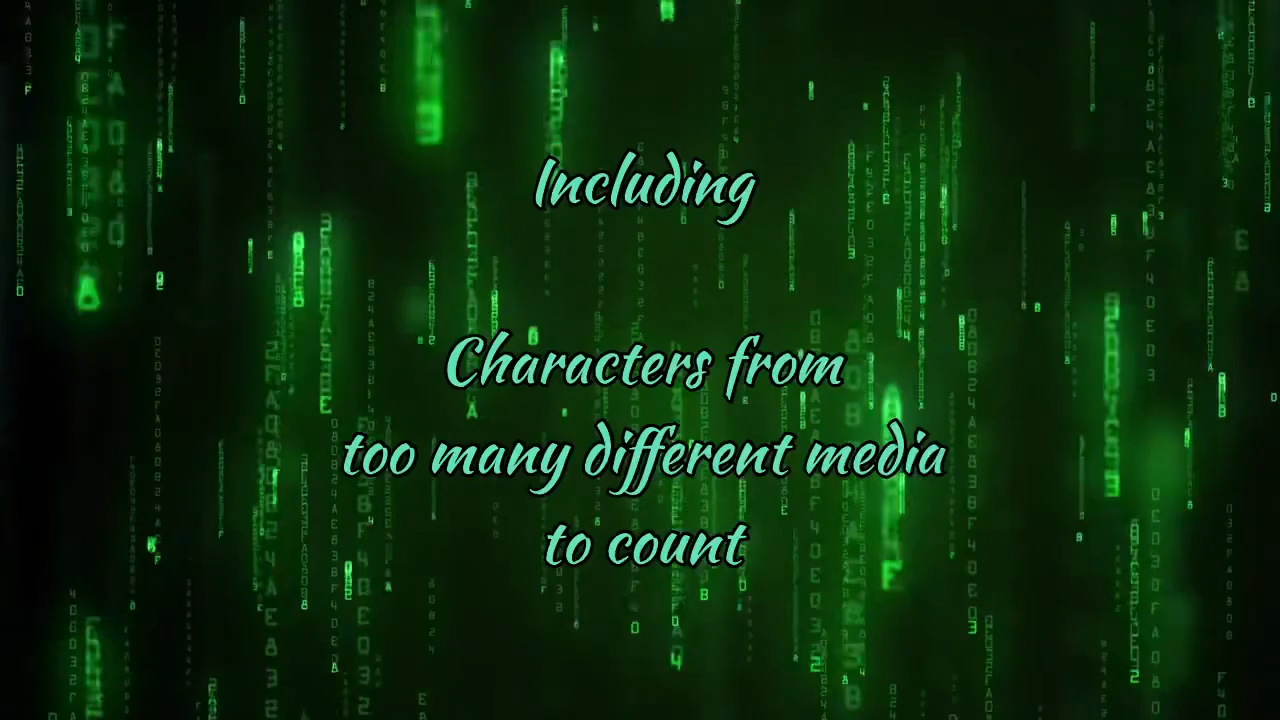 Including
Characters from
too many different media
to count